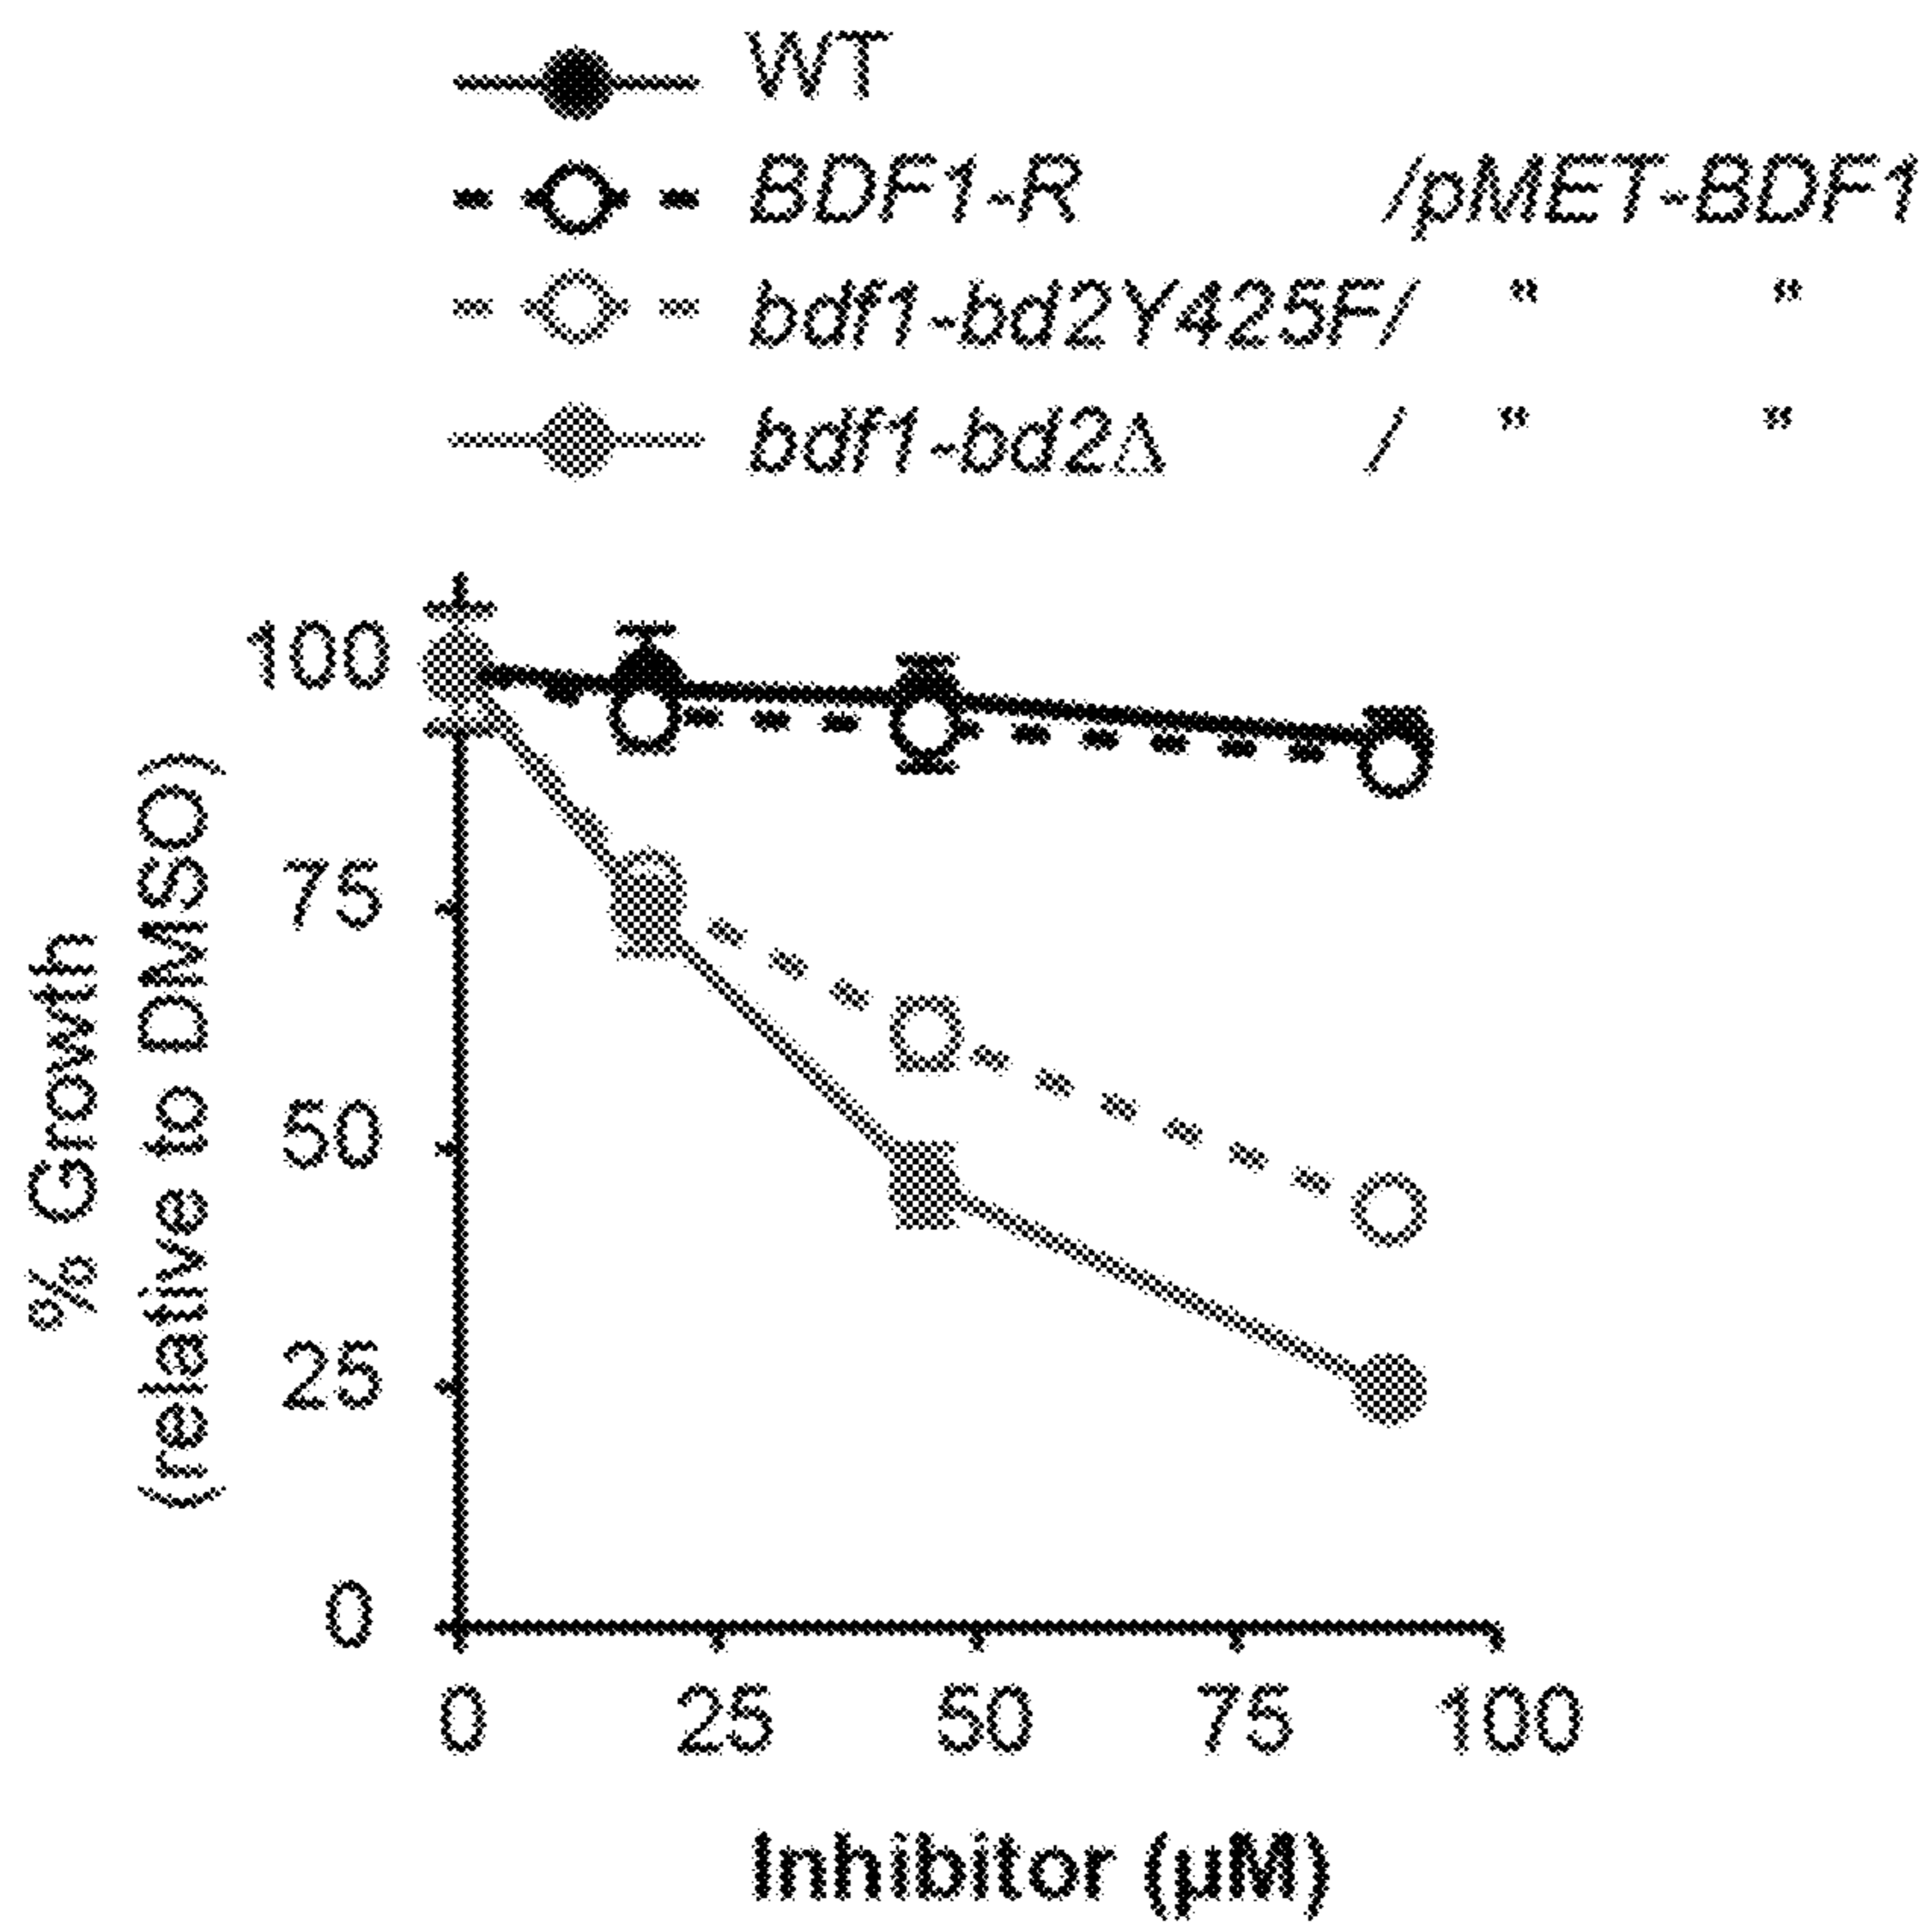 WT
BDF1-R /pMET-BDF1
bdf1-bd2Y425F/ " "
bdf1-bd2Δ / " "
% Growth
(relative to DMSO)
100
75
50
25
0
0 25 50 75 100
Inhibitor (µM)